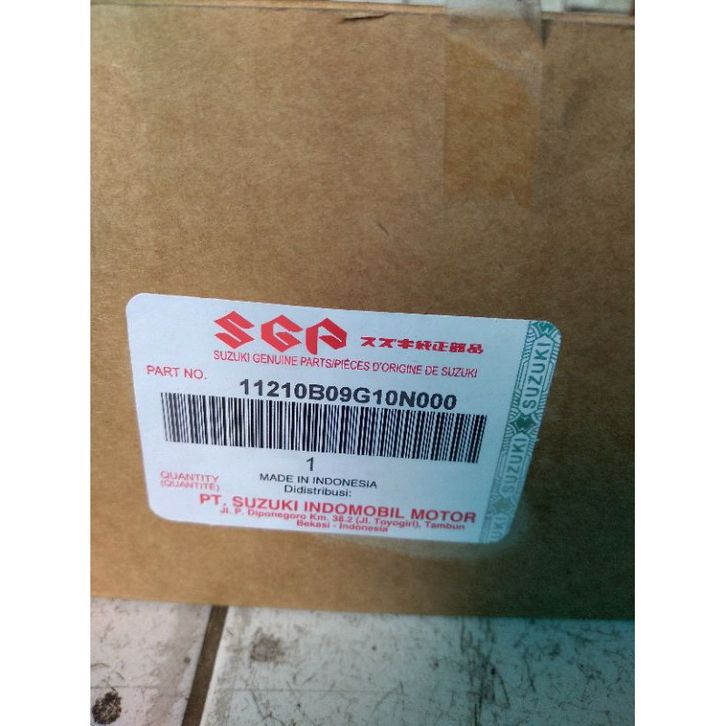 SGP スズキ純正部品
SUZUKI GENUINE PARTS/PIÈCES D'ORIGINE DE SUZUKI
PART NO.
11210B09G10N000
1
QUANTITY
(QUANTITÉ)
MADE IN INDONESIA
Didistribusi:
PT. SUZUKI INDOMOBIL MOTOR
Jl. P. Diponegoro Km. 38.2 (Jl. Toyogiri), Tambun
Bekasi - Indonesia
SUZUKI
SUZUKI
SUZUKI